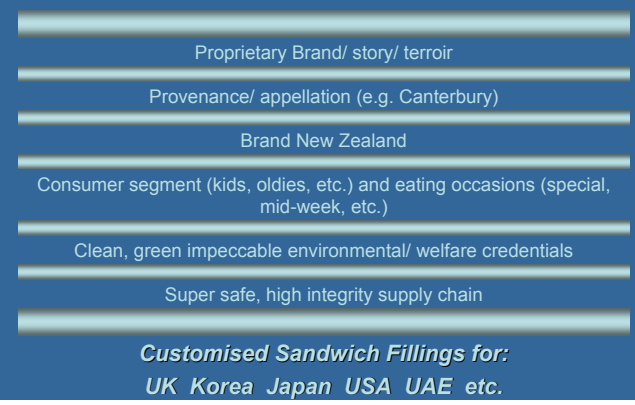 Proprietary Brand/ story/ terroir
Provenance/ appellation (e.g. Canterbury)
Brand New Zealand
Consumer segment (kids, oldies, etc.) and eating occasions (special,
mid-week, etc.)
Clean, green impeccable environmental/ welfare credentials
Super safe, high integrity supply chain
Customised Sandwich Fillings for:
UK Korea Japan USA UAE etc.